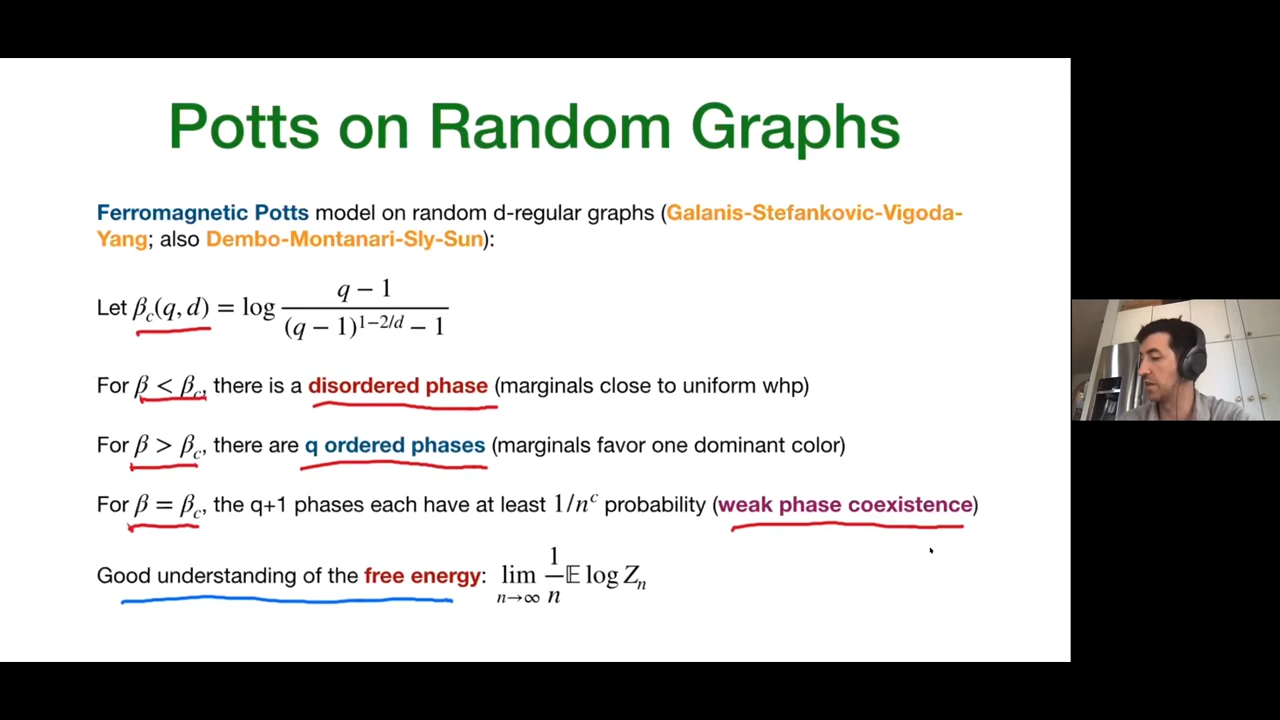 Potts on Random Graphs
Ferromagnetic Potts model on random d-regular graphs (Galanis-Stefankovic-Vigoda-
Yang; also Dembo-Montanari-Sly-Sun):
Let β_c(q, d) = log (q − 1) / ((q − 1)^{1−2/d} − 1)
For β < β_c, there is a disordered phase (marginals close to uniform whp)
For β > β_c, there are q ordered phases (marginals favor one dominant color)
For β = β_c, the q+1 phases each have at least 1/n^c probability (weak phase coexistence)
Good understanding of the free energy: lim_{n→∞} 1/n 𝔼 log Z_n